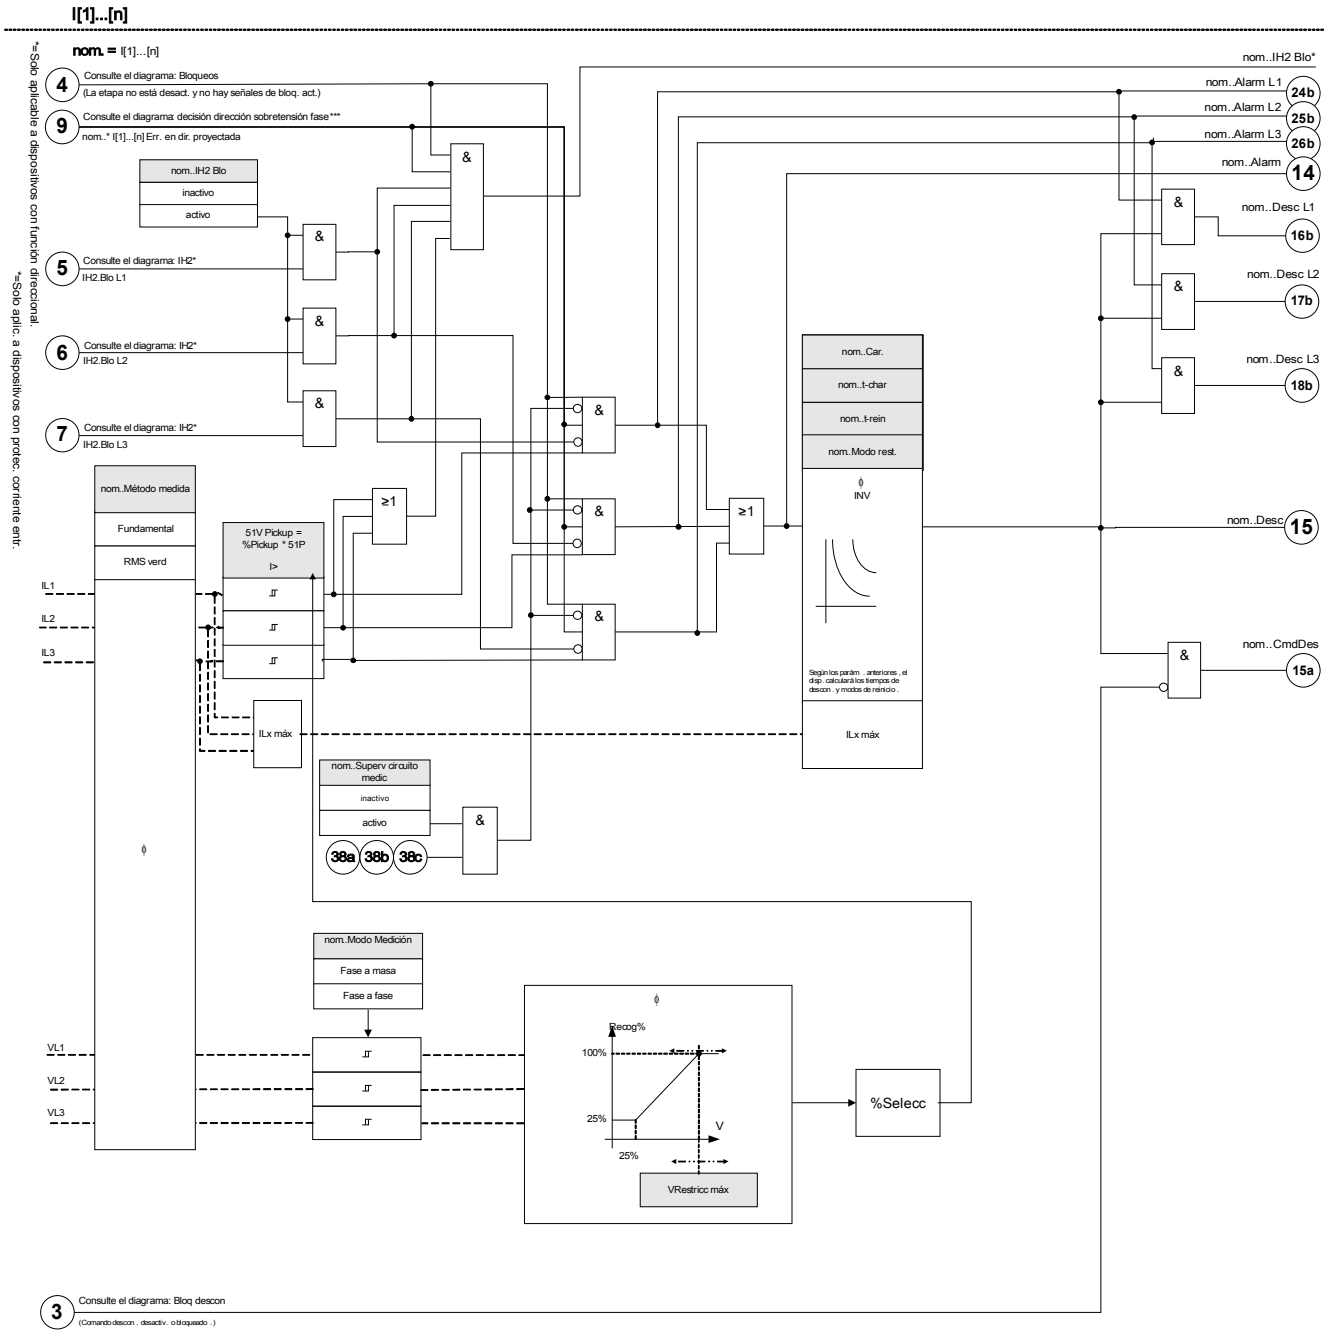 I[1]...[n]
nom. = I[1]...[n]
*=Solo aplicable a dispositivos con función direccional.
*=Solo aplic. a dispositivos con protec. corriente entr.
4
Consulte el diagrama: Bloqueos
(La etapa no está desact. y no hay señales de bloq. act.)
9
Consulte el diagrama: decisión dirección sobretensión fase***
nom..* I[1]...[n] Err. en dir. proyectada
nom..IH2 Blo
inactivo
activo
5
Consulte el diagrama: IH2*
IH2.Blo L1
6
Consulte el diagrama: IH2*
IH2.Blo L2
7
Consulte el diagrama: IH2*
IH2.Blo L3
&
&
&
&
nom..IH2 Blo*
nom..Alarm L1
24b
nom..Alarm L2
25b
nom..Alarm L3
26b
nom..Alarm
14
&
nom..Desc L1
16b
&
nom..Desc L2
17b
&
nom..Desc L3
18b
nom..Método medida
Fundamental
RMS verd
ϕ
51V Pickup =
%Pickup * 51P
I>
≥1
&
&
&
≥1
nom..Car.
nom..t-char
nom..t-rein
nom..Modo rest.
ϕ
INV
Según los parám . anteriores , el
disp . calculará los tiempos de
descon . y modos de reinicio .
ILx máx
nom..Desc
15
&
nom..CmdDes
15a
IL1
IL2
IL3
ILx máx
nom..Superv circuito
medic
inactivo
activo
&
38a
38b
38c
nom..Modo Medición
Fase a masa
Fase a fase
VL1
VL2
VL3
ϕ
Recog%
100%
25%
V
25%
VRestricc máx
%Selecc
3
Consulte el diagrama: Bloq descon
(Comando descon . desactiv. o bloqueado . )